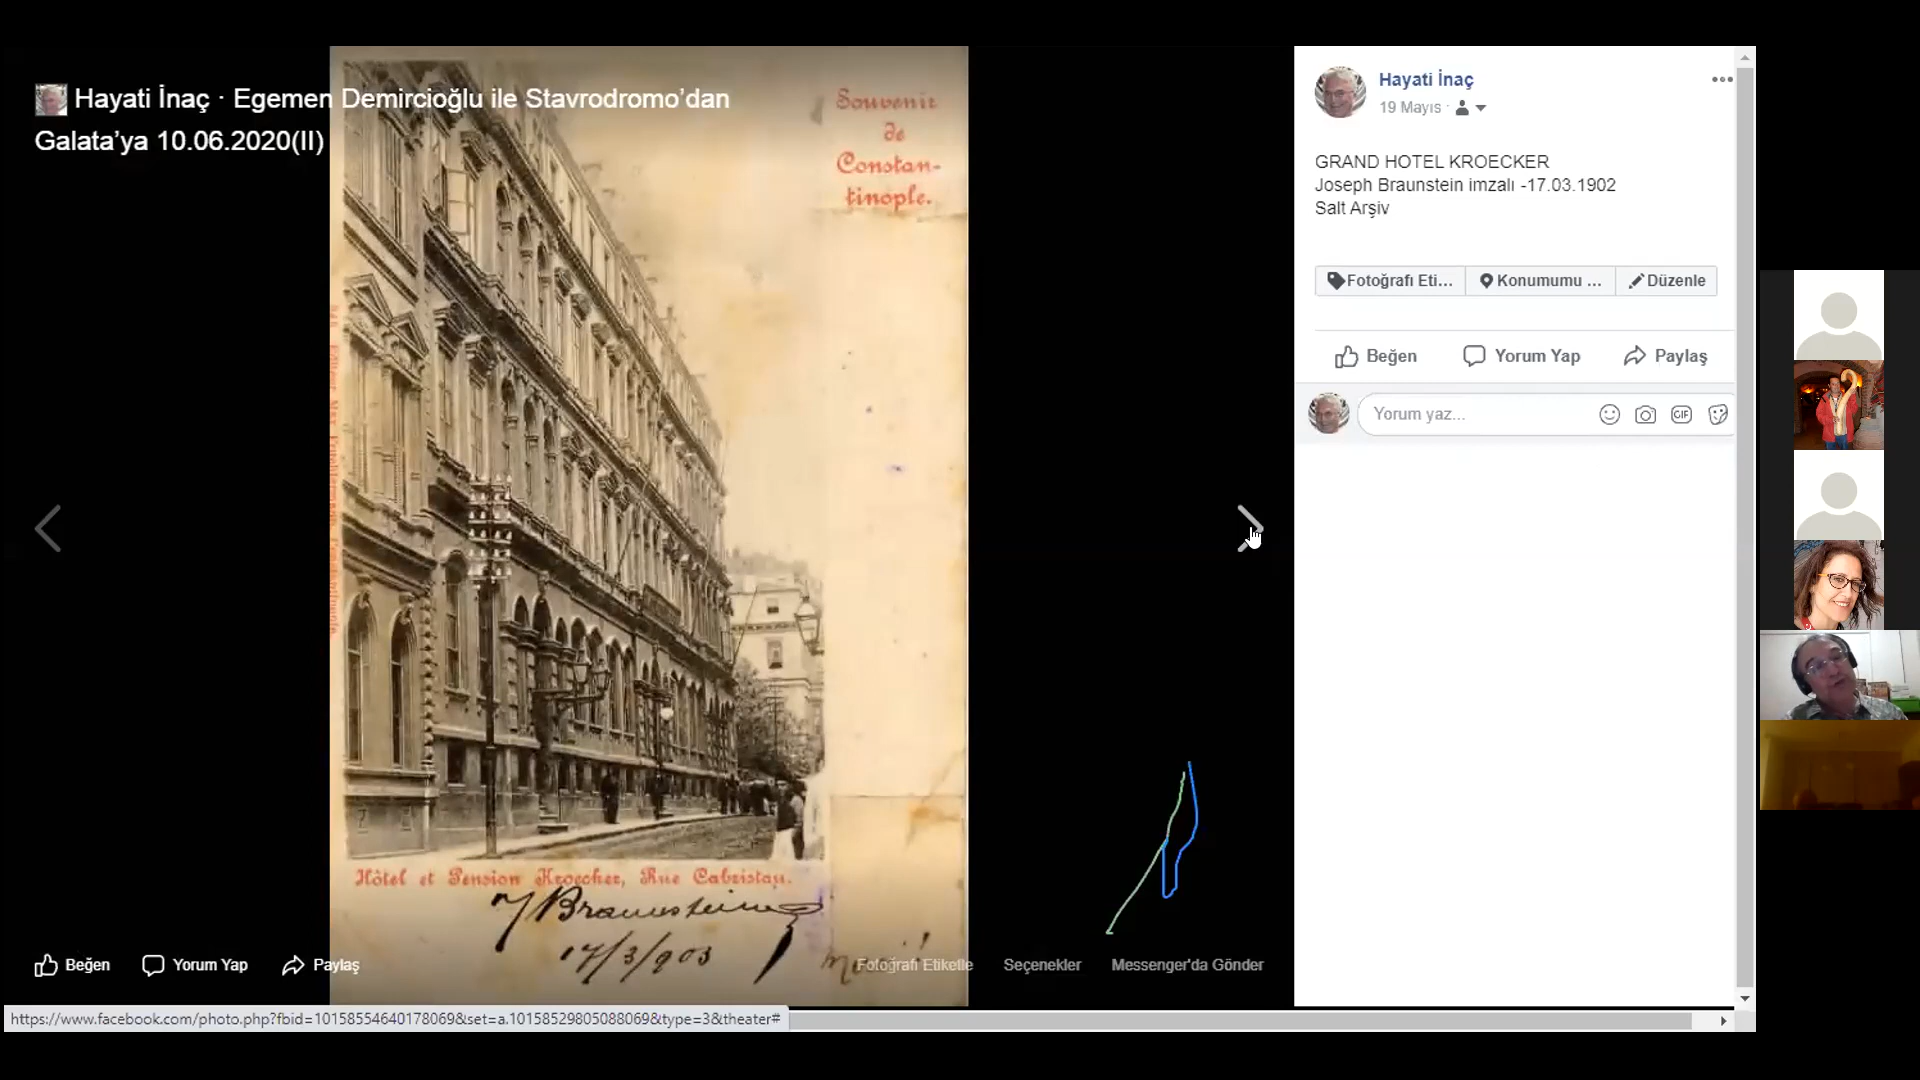 Hayati İnaç · Egemen Demircioğlu ile Stavrodromo'dan
Galata'ya 10.06.2020(II)
Souvenir
de
Constan-
tinople.
Hôtel et Pension Kroecker, Rue Cabristan.
J Braunstein
17/3/903
Beğen
Yorum Yap
Paylaş
Fotoğrafı Etiketle
Seçenekler
Messenger'da Gönder
https://www.facebook.com/photo.php?fbid=10158554640178069&set=a.10158529805088069&type=3&theater#
Hayati İnaç
19 Mayıs ·
GRAND HOTEL KROECKER
Joseph Braunstein imzalı -17.03.1902
Salt Arşiv
Fotoğrafı Eti...
Konumumu ...
Düzenle
Beğen
Yorum Yap
Paylaş
Yorum yaz...
GIF